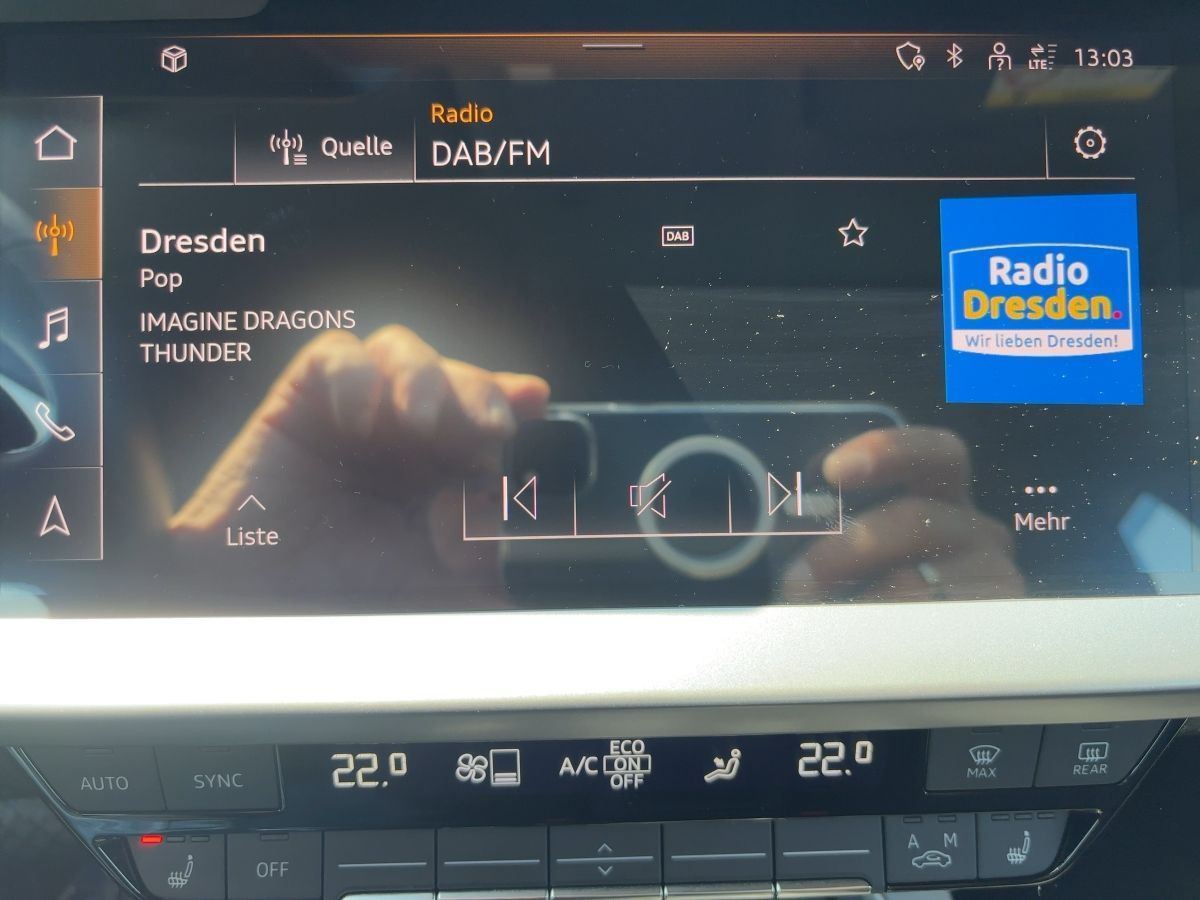 LTE 13:03
Radio
Quelle DAB/FM
Dresden
Pop
DAB
IMAGINE DRAGONS
THUNDER
Radio
Dresden.
Wir lieben Dresden!
Liste
Mehr
AUTO
SYNC
22.0
A/C
ECO
ON
OFF
22.0
MAX
REAR
OFF
A M